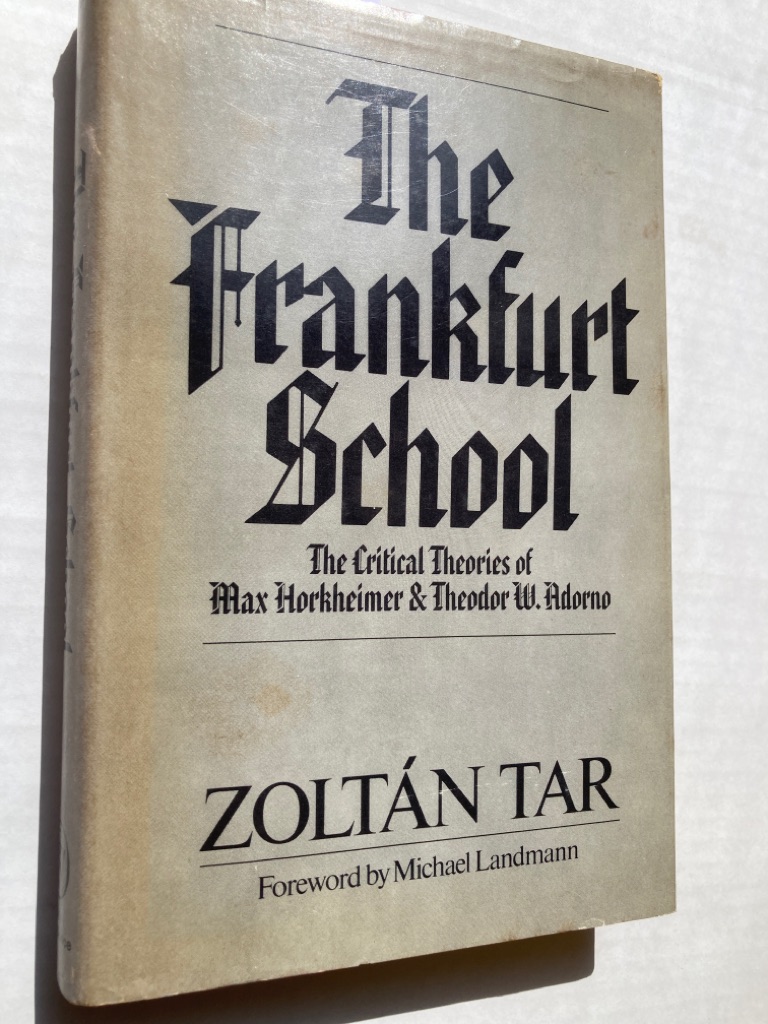 The
Frankfurt
School
The Critical Theories of
Max Horkheimer & Theodor W. Adorno
ZOLTÁN TAR
Foreword by Michael Landmann